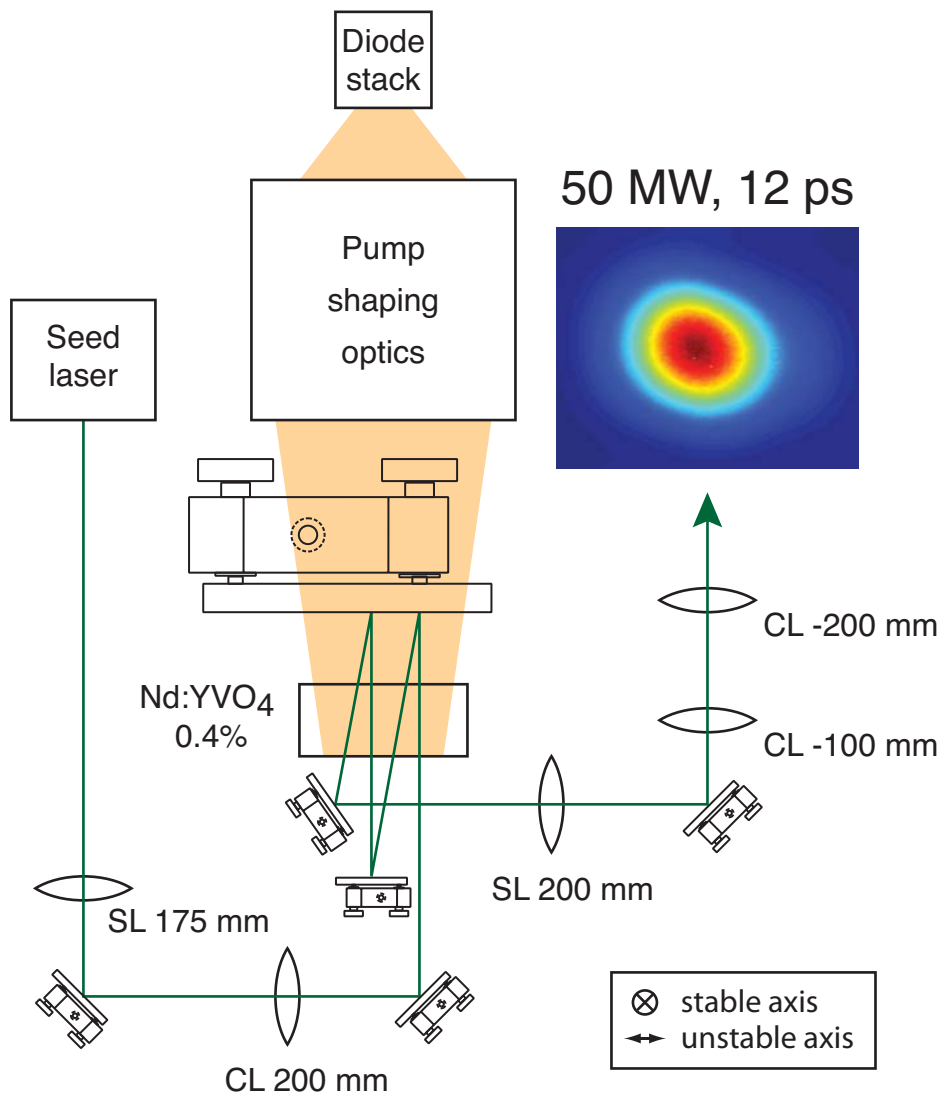 Diode
stack
50 MW, 12 ps
Pump
shaping
optics
Seed
laser
CL -200 mm
Nd:YVO4
0.4%
CL -100 mm
SL 200 mm
SL 175 mm
CL 200 mm
stable axis
unstable axis